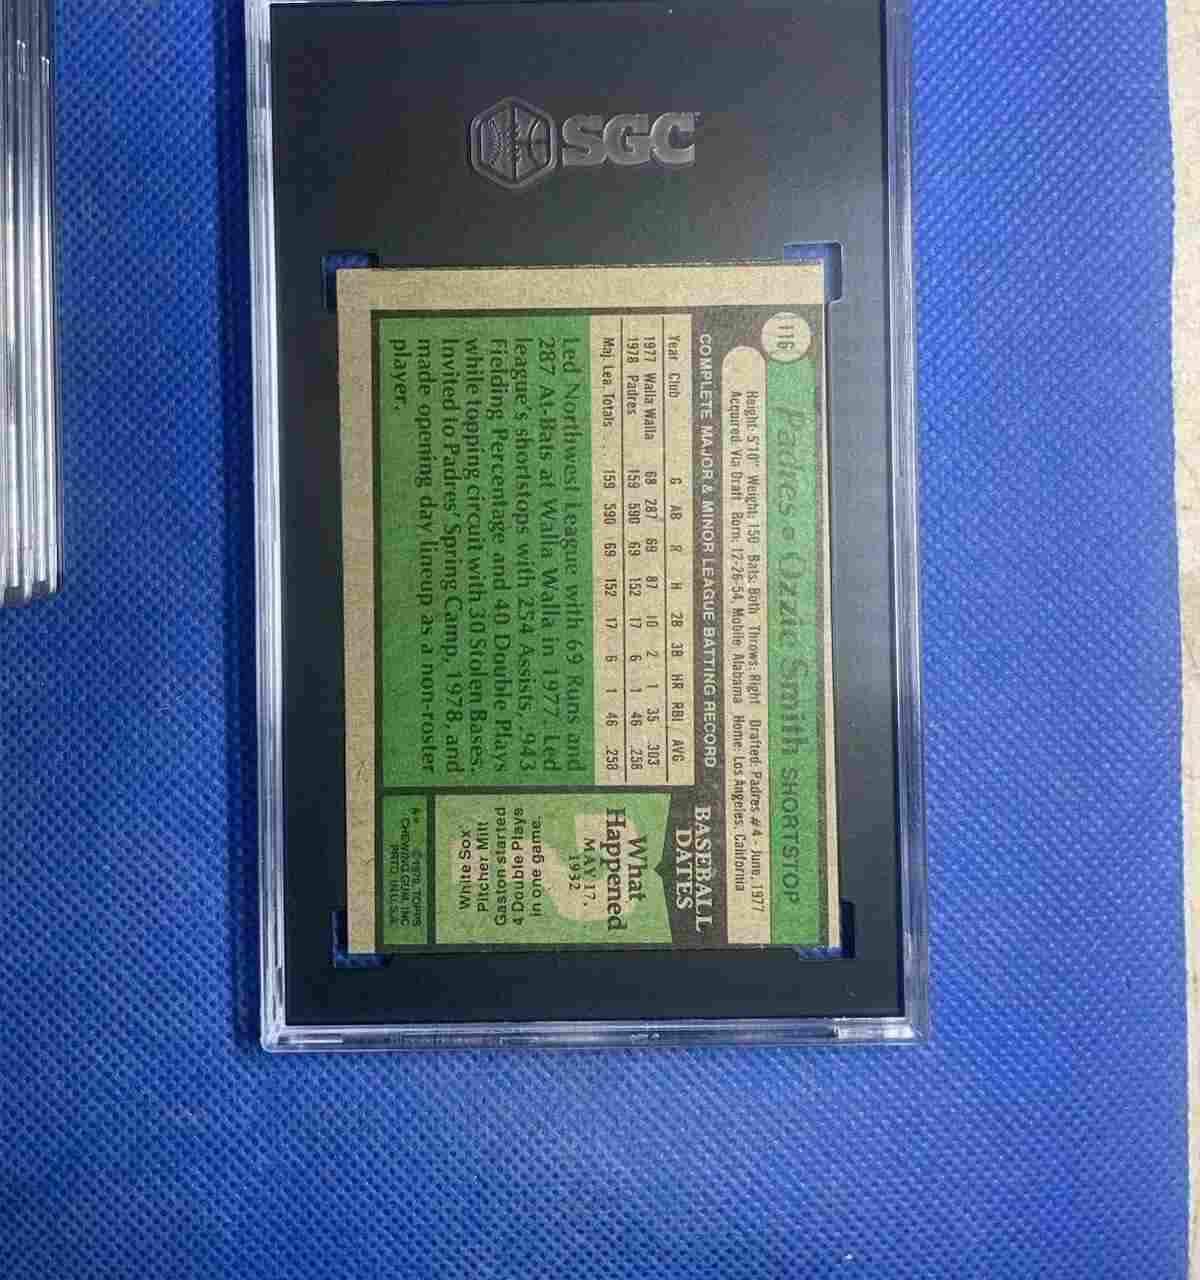 SGC
116
Padres • Ozzie Smith SHORTSTOP
Height: 5'10" Weight: 150 Bats: Both Throws: Right Drafted: Padres #4 - June, 1977
Acquired: Via Draft Born: 12-26-54, Mobile, Alabama Home: Los Angeles, California
COMPLETE MAJOR & MINOR LEAGUE BATTING RECORD
Year Club G AB R H 2B 3B HR RBI AVG
1977 Walla Walla 68 287 69 87 10 2 1 35 .303
1978 Padres 159 590 69 152 17 6 1 46 .258
Maj. Lea. Totals ... 159 590 69 152 17 6 1 46 .258
Led Northwest League with 69 Runs and
287 At-Bats at Walla Walla in 1977. Led
league's shortstops with 254 Assists, .943
Fielding Percentage and 40 Double Plays
while topping circuit with 30 Stolen Bases.
Invited to Padres' Spring Camp, 1978, and
made opening day lineup as a non-roster
player.
BASEBALL
DATES
What
Happened
MAY 17,
1932
White Sox'
Pitcher Milt
Gaston started
4 Double Plays
in one game.
©1979, TOPPS
CHEWING GUM, INC.
PRTD. IN U.S.A.